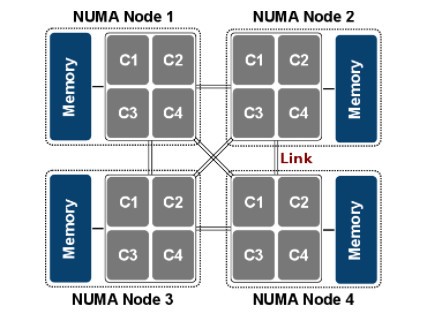 NUMA Node 1
NUMA Node 2
Memory
C1 C2
C3 C4
C1 C2
C3 C4
Memory
Link
Memory
C1 C2
C3 C4
C1 C2
C3 C4
Memory
NUMA Node 3
NUMA Node 4